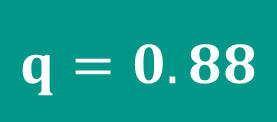 q = 0.88